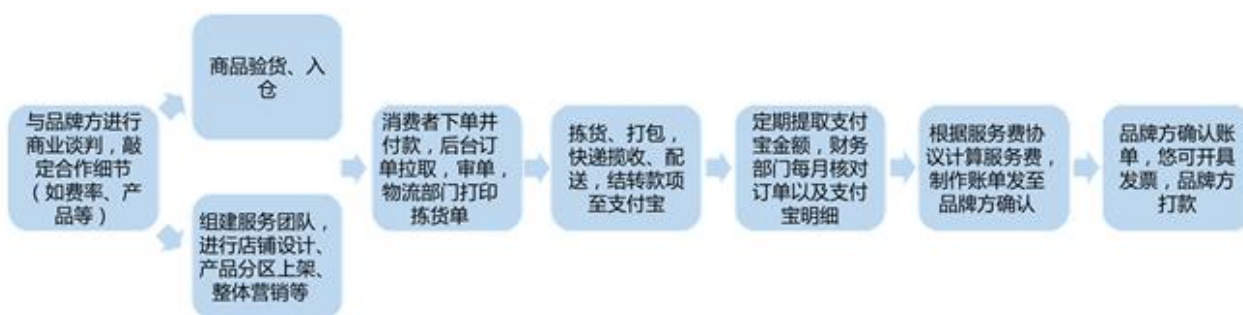 与品牌方进行
商业谈判，敲
定合作细节
（如费率、产
品等）
商品验货、入
仓
组建服务团队，
进行店铺设计、
产品分区上架、
整体营销等
消费者下单并
付款，后台订
单拉取，审单，
物流部门打印
拣货单
拣货、打包，
快递揽收、配
送，结转款项
至支付宝
定期提取支付
宝金额，财务
部门每月核对
订单以及支付
宝明细
根据服务费协
议计算服务费，
制作账单发至
品牌方确认
品牌方确认账
单，悠可开具
发票，品牌方
打款